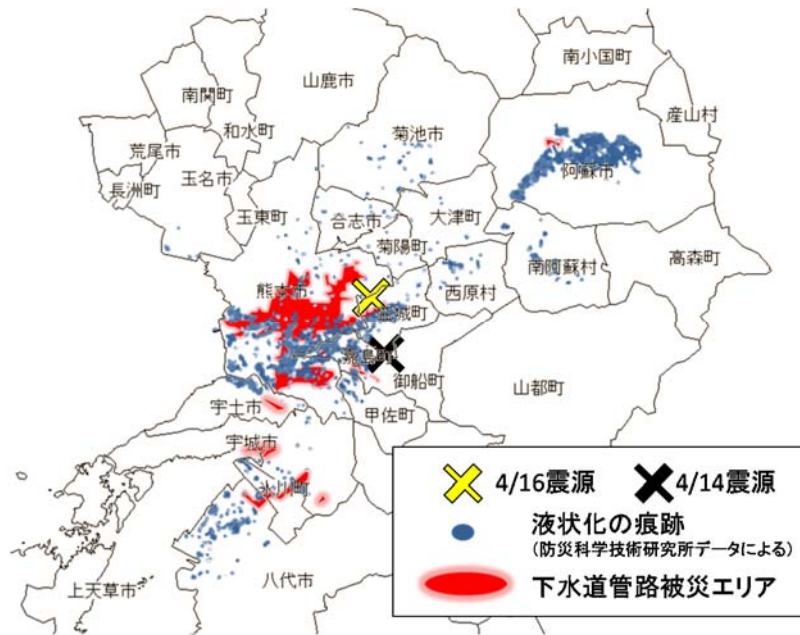 南小国町
山鹿市
南関町
産山村
和水町
菊池市
荒尾市
阿蘇市
長洲町
玉名市
玉東町
合志市
大津町
菊陽町
高森町
南阿蘇村
熊本市
西原村
益城町
嘉島町
御船町
山都町
宇土市
甲佐町
宇城市
氷川町
八代市
上天草市
4/16震源 4/14震源
液状化の痕跡
(防災科学技術研究所データによる)
下水道管路被災エリア